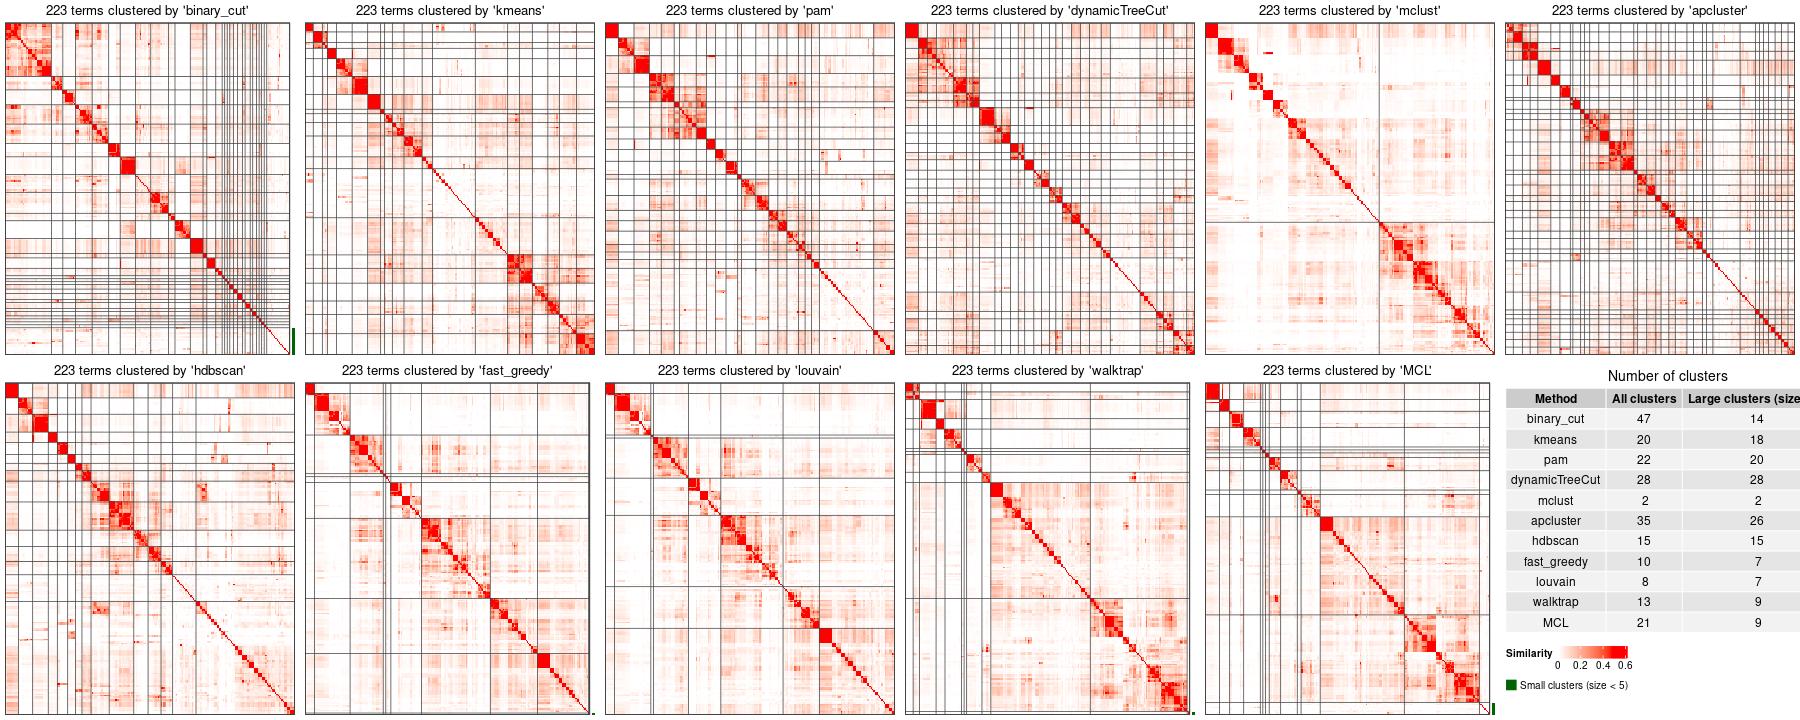 223 terms clustered by 'binary_cut'
223 terms clustered by 'kmeans'
223 terms clustered by 'pam'
223 terms clustered by 'dynamicTreeCut'
223 terms clustered by 'mclust'
223 terms clustered by 'apcluster'
223 terms clustered by 'hdbscan'
223 terms clustered by 'fast_greedy'
223 terms clustered by 'louvain'
223 terms clustered by 'walktrap'
223 terms clustered by 'MCL'
Number of clusters
Method All clusters Large clusters (size
binary_cut 47 14
kmeans 20 18
pam 22 20
dynamicTreeCut 28 28
mclust 2 2
apcluster 35 26
hdbscan 15 15
fast_greedy 10 7
louvain 8 7
walktrap 13 9
MCL 21 9
Similarity
0 0.2 0.4 0.6
Small clusters (size < 5)